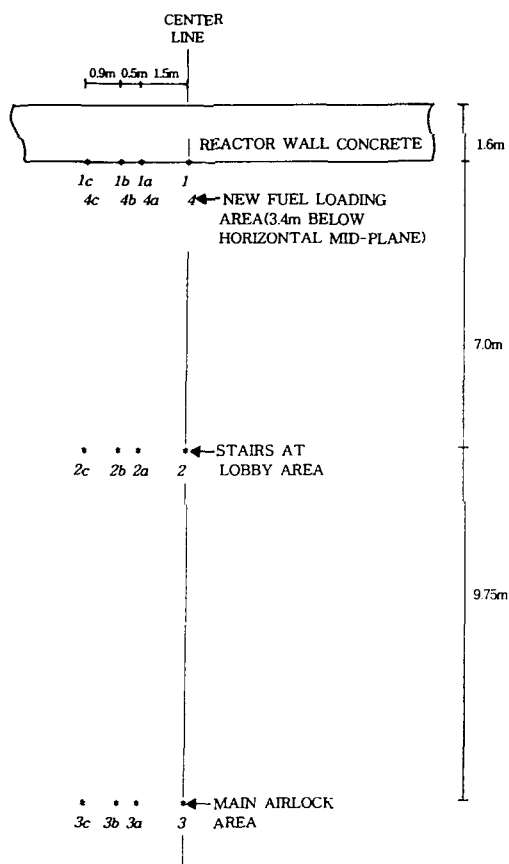 CENTER
LINE
0.9m 0.5m 1.5m
REACTOR WALL CONCRETE
1.6m
1c 1b 1a 1
4c 4b 4a 4 NEW FUEL LOADING
AREA(3.4m BELOW
HORIZONTAL MID-PLANE)
7.0m
STAIRS AT
2c 2b 2a 2 LOBBY AREA
9.75m
MAIN AIRLOCK
3c 3b 3a 3 AREA